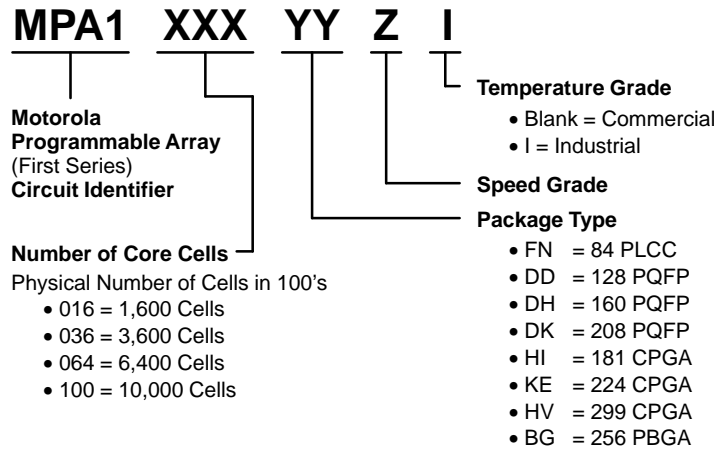 MPA1 XXX YY Z I
Motorola
Programmable Array
(First Series)
Circuit Identifier
Number of Core Cells
Physical Number of Cells in 100's
• 016 = 1,600 Cells
• 036 = 3,600 Cells
• 064 = 6,400 Cells
• 100 = 10,000 Cells
Temperature Grade
• Blank = Commercial
• I = Industrial
Speed Grade
Package Type
• FN = 84 PLCC
• DD = 128 PQFP
• DH = 160 PQFP
• DK = 208 PQFP
• HI = 181 CPGA
• KE = 224 CPGA
• HV = 299 CPGA
• BG = 256 PBGA